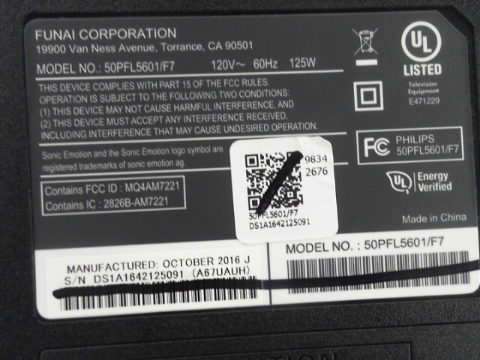 FUNAI CORPORATION
19900 Van Ness Avenue, Torrance, CA 90501
MODEL NO.: 50PFL5601/F7 120V~ 60Hz 125W
THIS DEVICE COMPLIES WITH PART 15 OF THE FCC RULES.
OPERATION IS SUBJECT TO THE FOLLOWING TWO CONDITIONS:
(1) THIS DEVICE MAY NOT CAUSE HARMFUL INTERFERENCE, AND
(2) THIS DEVICE MUST ACCEPT ANY INTERFERENCE RECEIVED,
INCLUDING INTERFERENCE THAT MAY CAUSE UNDESIRED OPERATION.
Sonic Emotion and the Sonic Emotion logo symbol are
registered trademarks of sonic emotion ag.
Contains FCC ID : MQ4AM7221
Contains IC : 2826B-AM7221
UL
LISTED
Television
Equipment
E471229
FC
PHILIPS
50PFL5601/F7
UL
Energy
Verified
Made in China
9834
2676
50PFL5601/F7
DS1A1642125091
MANUFACTURED: OCTOBER 2016 J
S/N DS1A1642125091 (A67UAUH)
MODEL NO. : 50PFL5601/F7